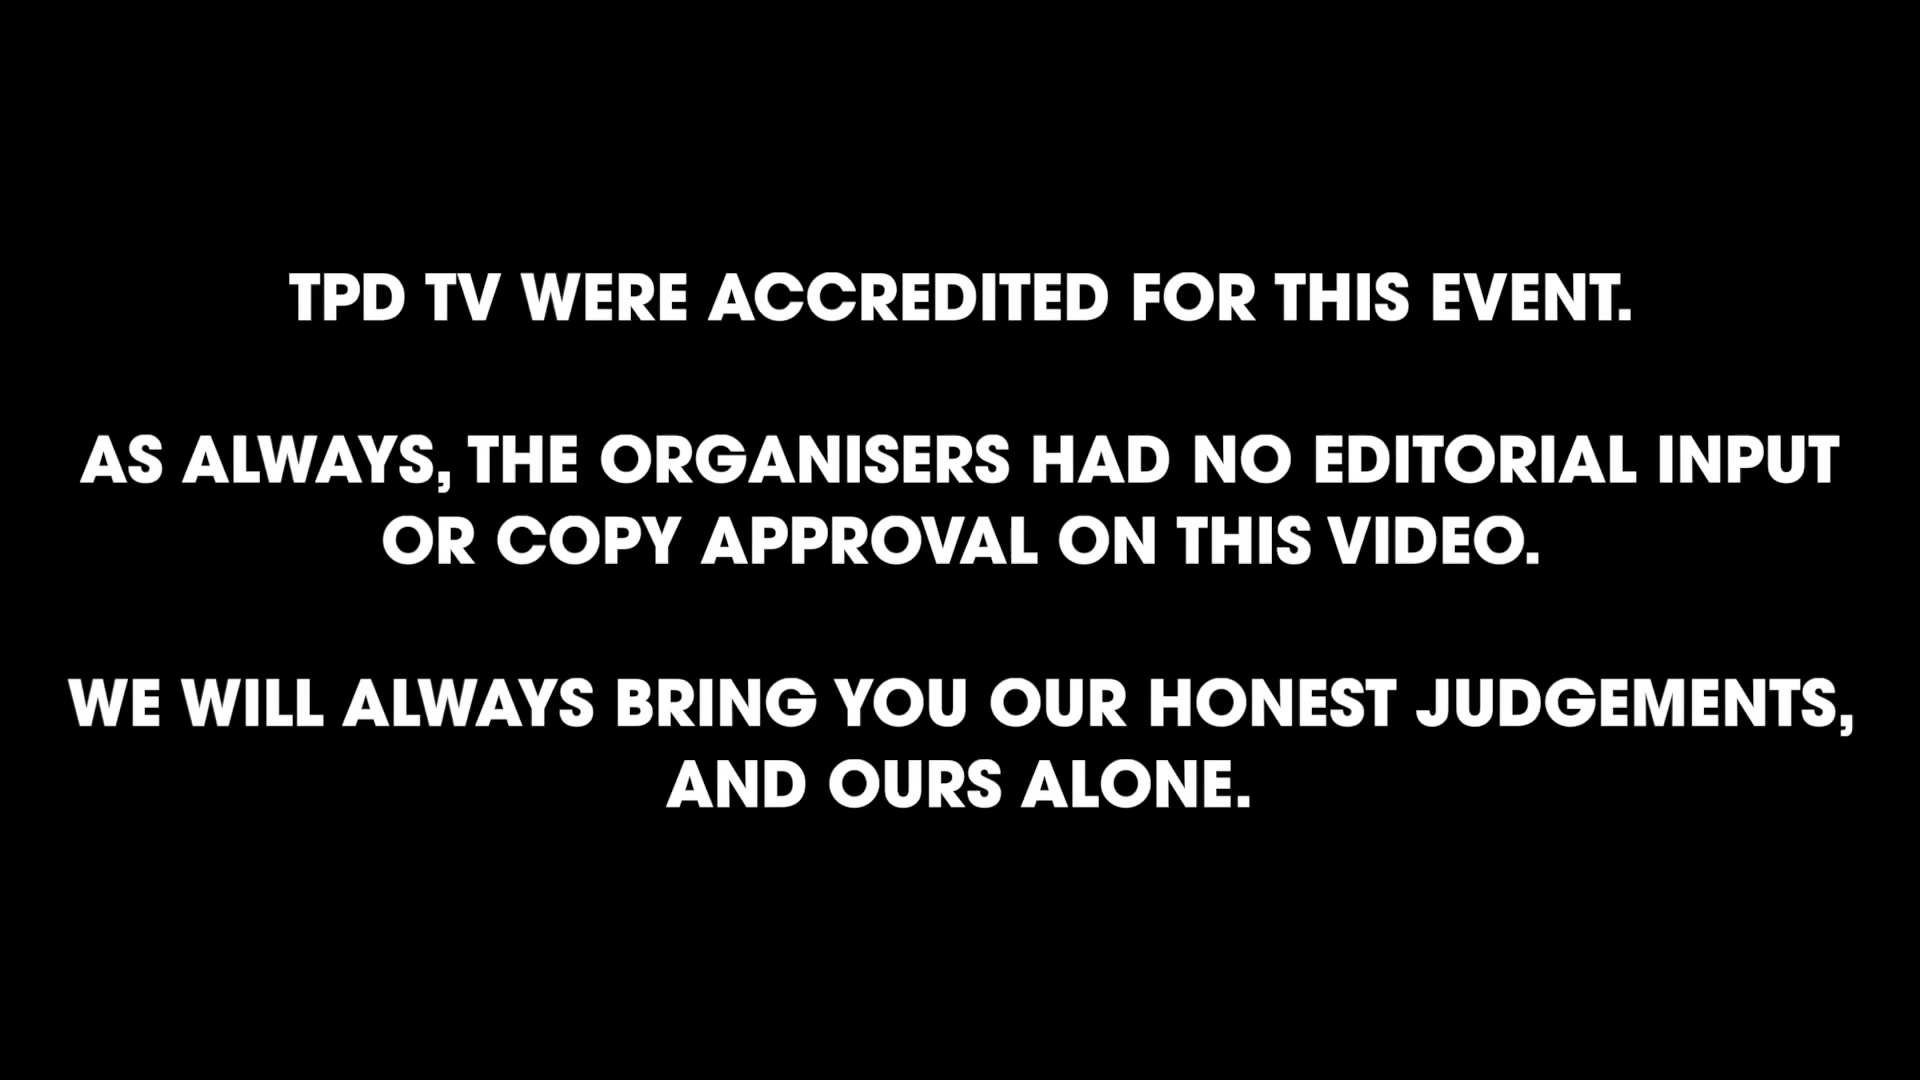 TPD TV WERE ACCREDITED FOR THIS EVENT.
AS ALWAYS, THE ORGANISERS HAD NO EDITORIAL INPUT
OR COPY APPROVAL ON THIS VIDEO.
WE WILL ALWAYS BRING YOU OUR HONEST JUDGEMENTS,
AND OURS ALONE.